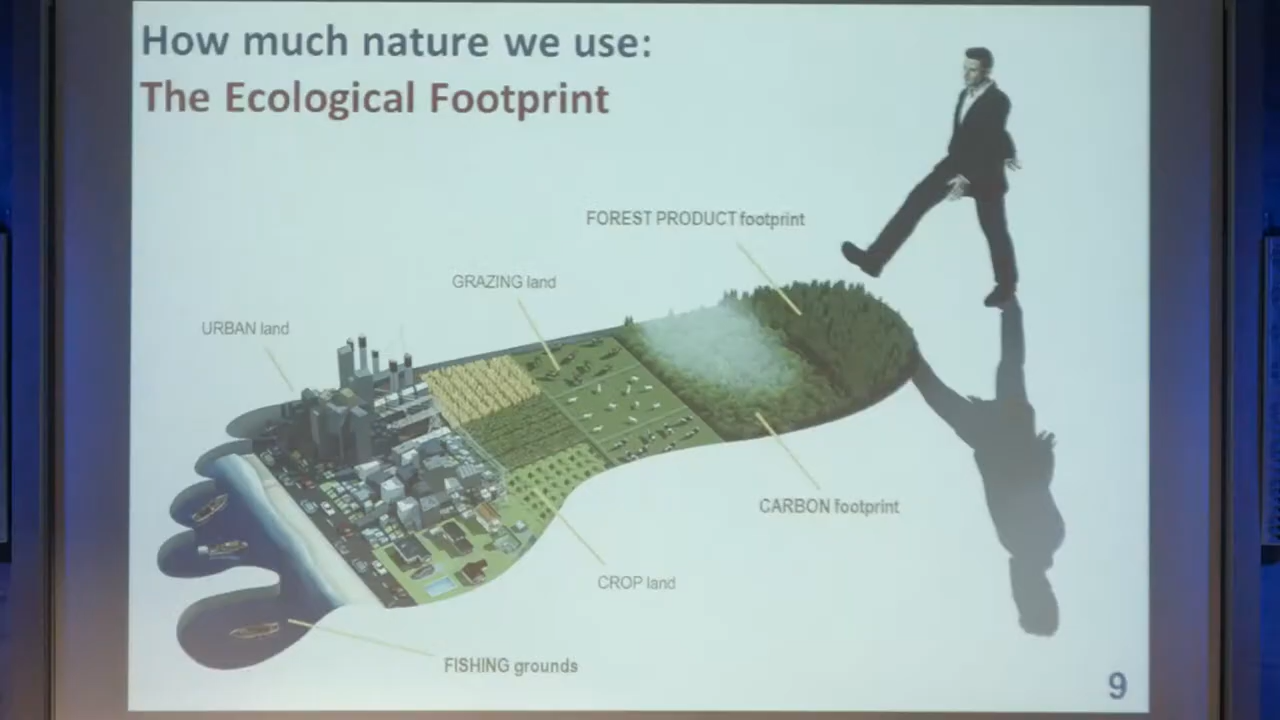 How much nature we use:
The Ecological Footprint
FOREST PRODUCT footprint
GRAZING land
URBAN land
CARBON footprint
CROP land
FISHING grounds
9